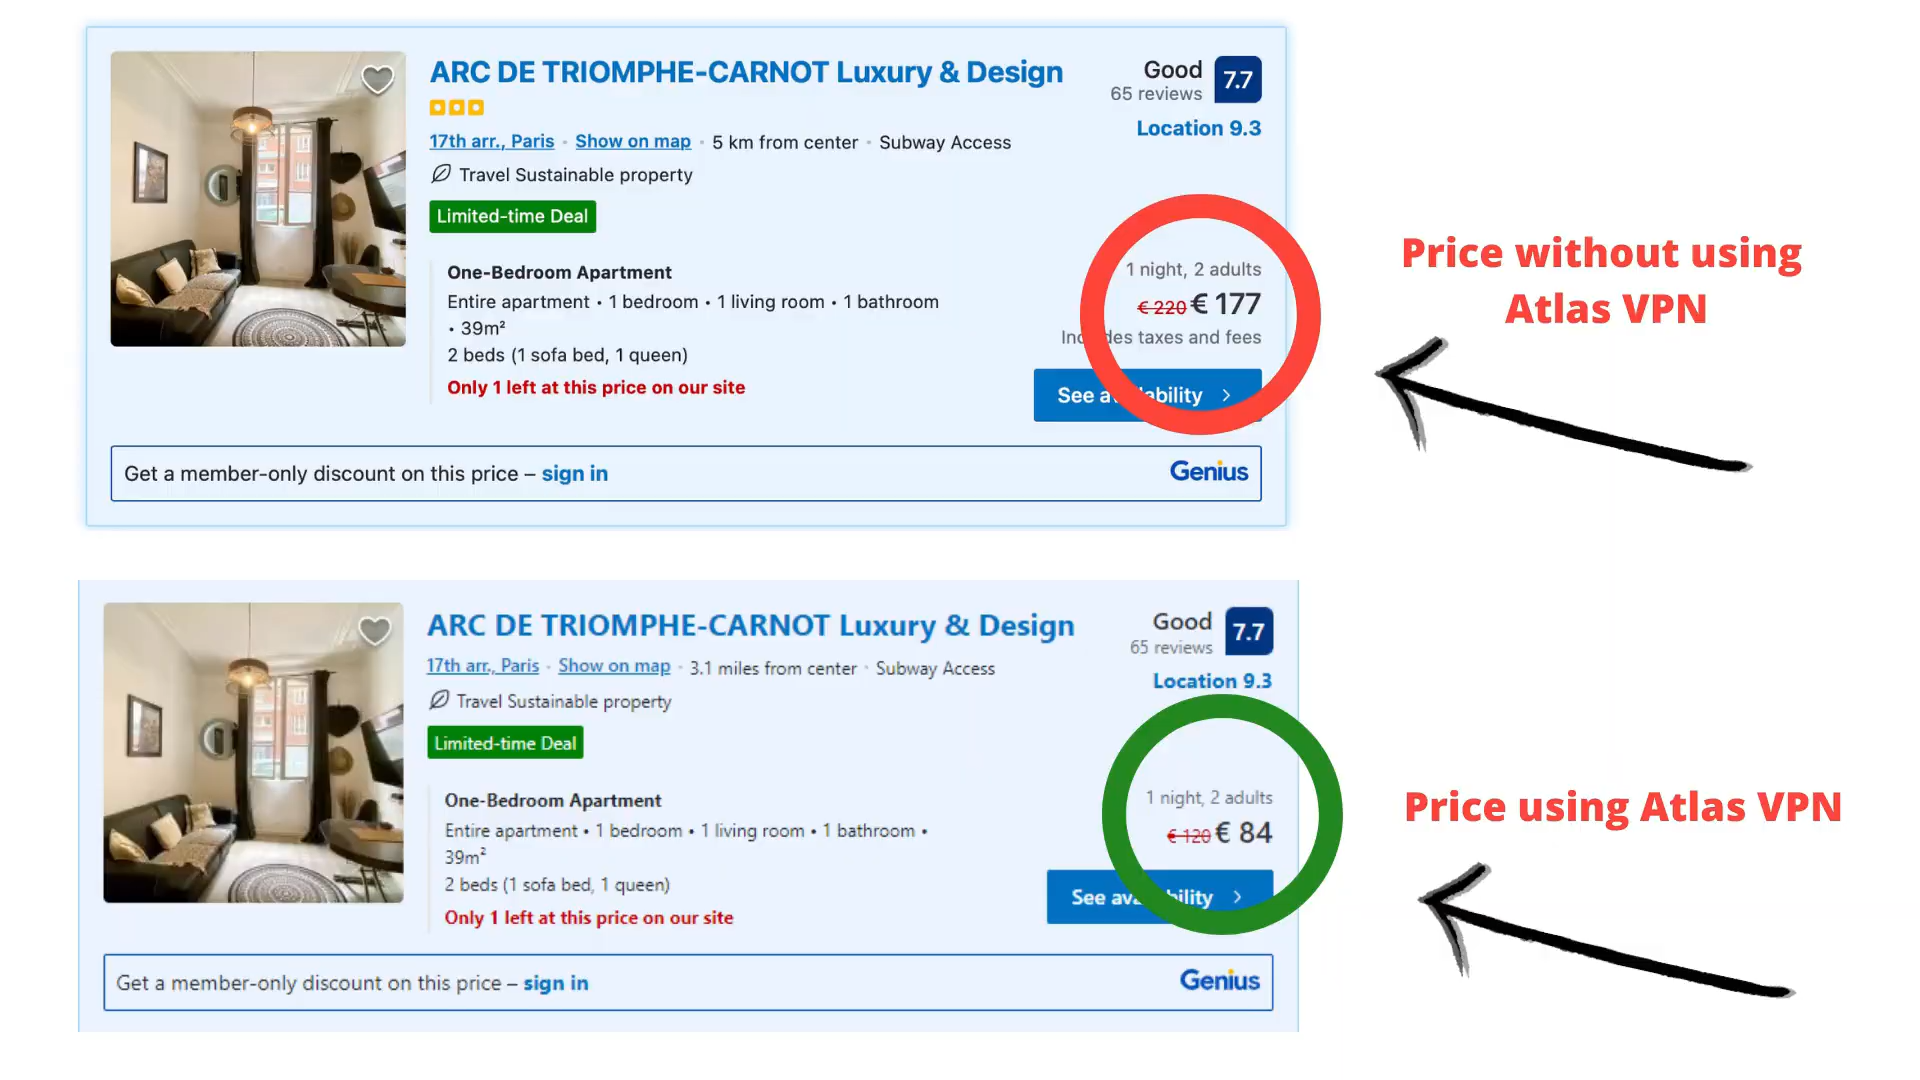 ARC DE TRIOMPHE-CARNOT Luxury & Design
Good
65 reviews
7.7
Location 9.3
17th arr., Paris · Show on map · 5 km from center · Subway Access
Travel Sustainable property
Limited-time Deal
One-Bedroom Apartment
Entire apartment • 1 bedroom • 1 living room • 1 bathroom
• 39m²
2 beds (1 sofa bed, 1 queen)
Only 1 left at this price on our site
1 night, 2 adults
€ 220 € 177
taxes and fees
See
Get a member-only discount on this price – sign in
Genius
Price without using
Atlas VPN
ARC DE TRIOMPHE-CARNOT Luxury & Design
Good
65 reviews
7.7
Location 9.3
17th arr., Paris · Show on map · 3.1 miles from center · Subway Access
Travel Sustainable property
Limited-time Deal
One-Bedroom Apartment
Entire apartment • 1 bedroom • 1 living room • 1 bathroom •
39m²
2 beds (1 sofa bed, 1 queen)
Only 1 left at this price on our site
1 night, 2 adults
€ 120 € 84
See
Get a member-only discount on this price – sign in
Genius
Price using Atlas VPN